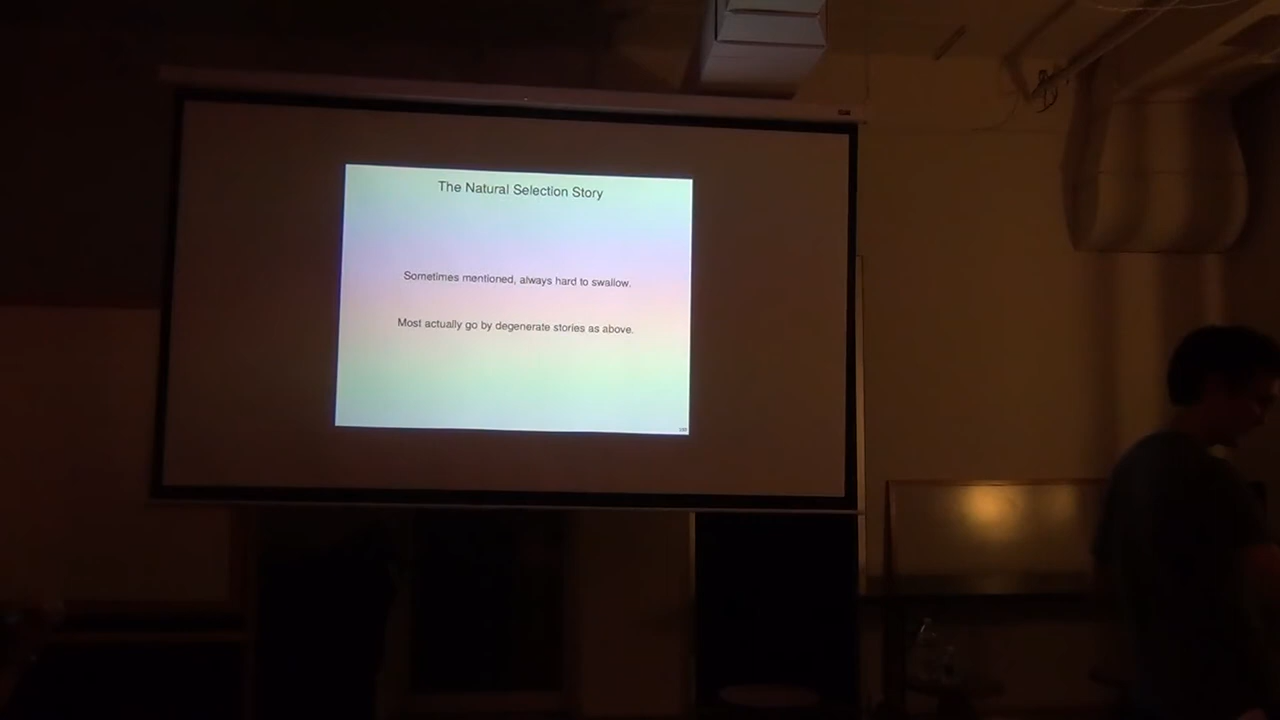 The Natural Selection Story
Sometimes mentioned, always hard to swallow.
Most actually go by degenerate stories as above.